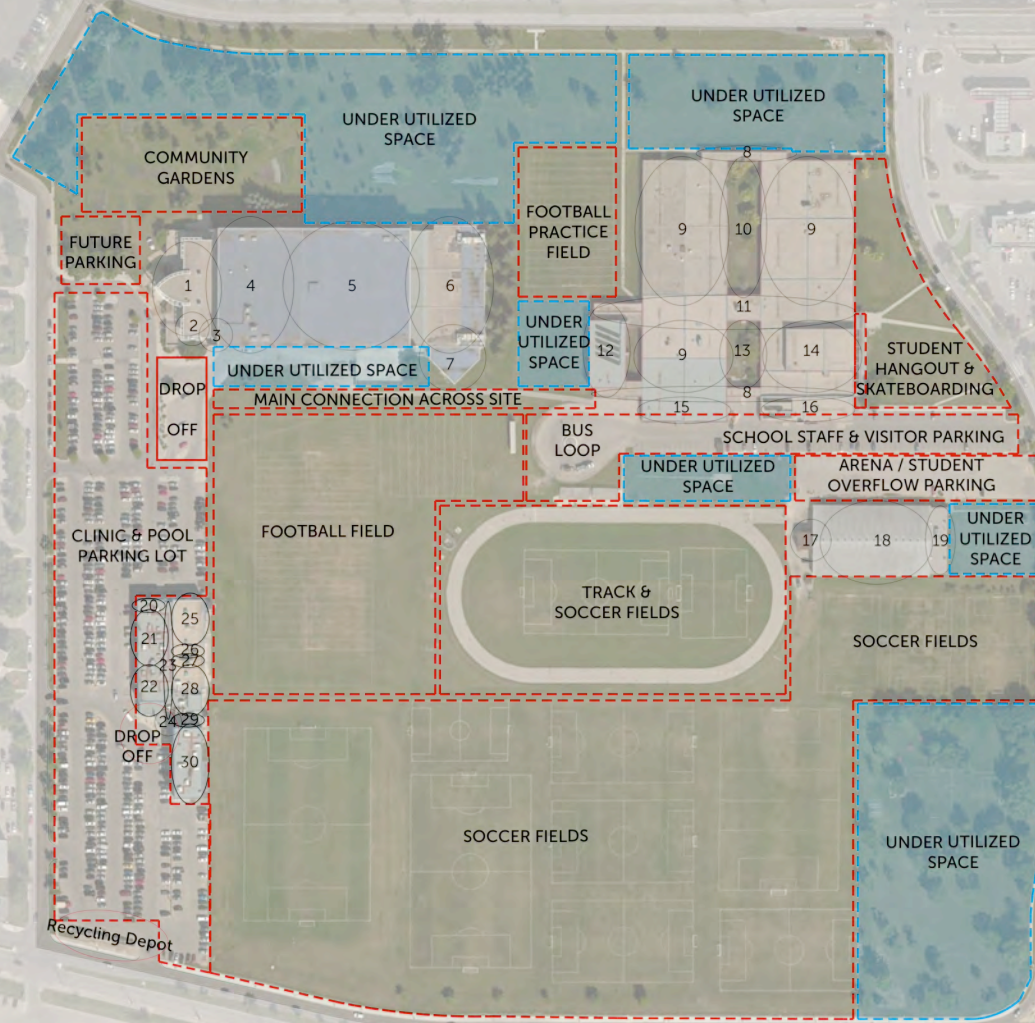 UNDER UTILIZED
SPACE
UNDER UTILIZED
SPACE
COMMUNITY
GARDENS
8
FOOTBALL
PRACTICE
FIELD
9
10
9
FUTURE
PARKING
1
4
5
6
2
3
11
7
UNDER
UTILIZED
SPACE
12
9
13
14
STUDENT
HANGOUT &
SKATEBOARDING
UNDER UTILIZED SPACE
DROP
OFF
MAIN CONNECTION ACROSS SITE
8
15
16
BUS
LOOP
SCHOOL STAFF & VISITOR PARKING
UNDER UTILIZED
SPACE
ARENA / STUDENT
OVERFLOW PARKING
CLINIC & POOL
PARKING LOT
FOOTBALL FIELD
17
18
19
UNDER
UTILIZED
SPACE
TRACK &
SOCCER FIELDS
SOCCER FIELDS
20
25
21
26
27
23
22
28
24
29
DROP
OFF
30
SOCCER FIELDS
UNDER UTILIZED
SPACE
Recycling Depot